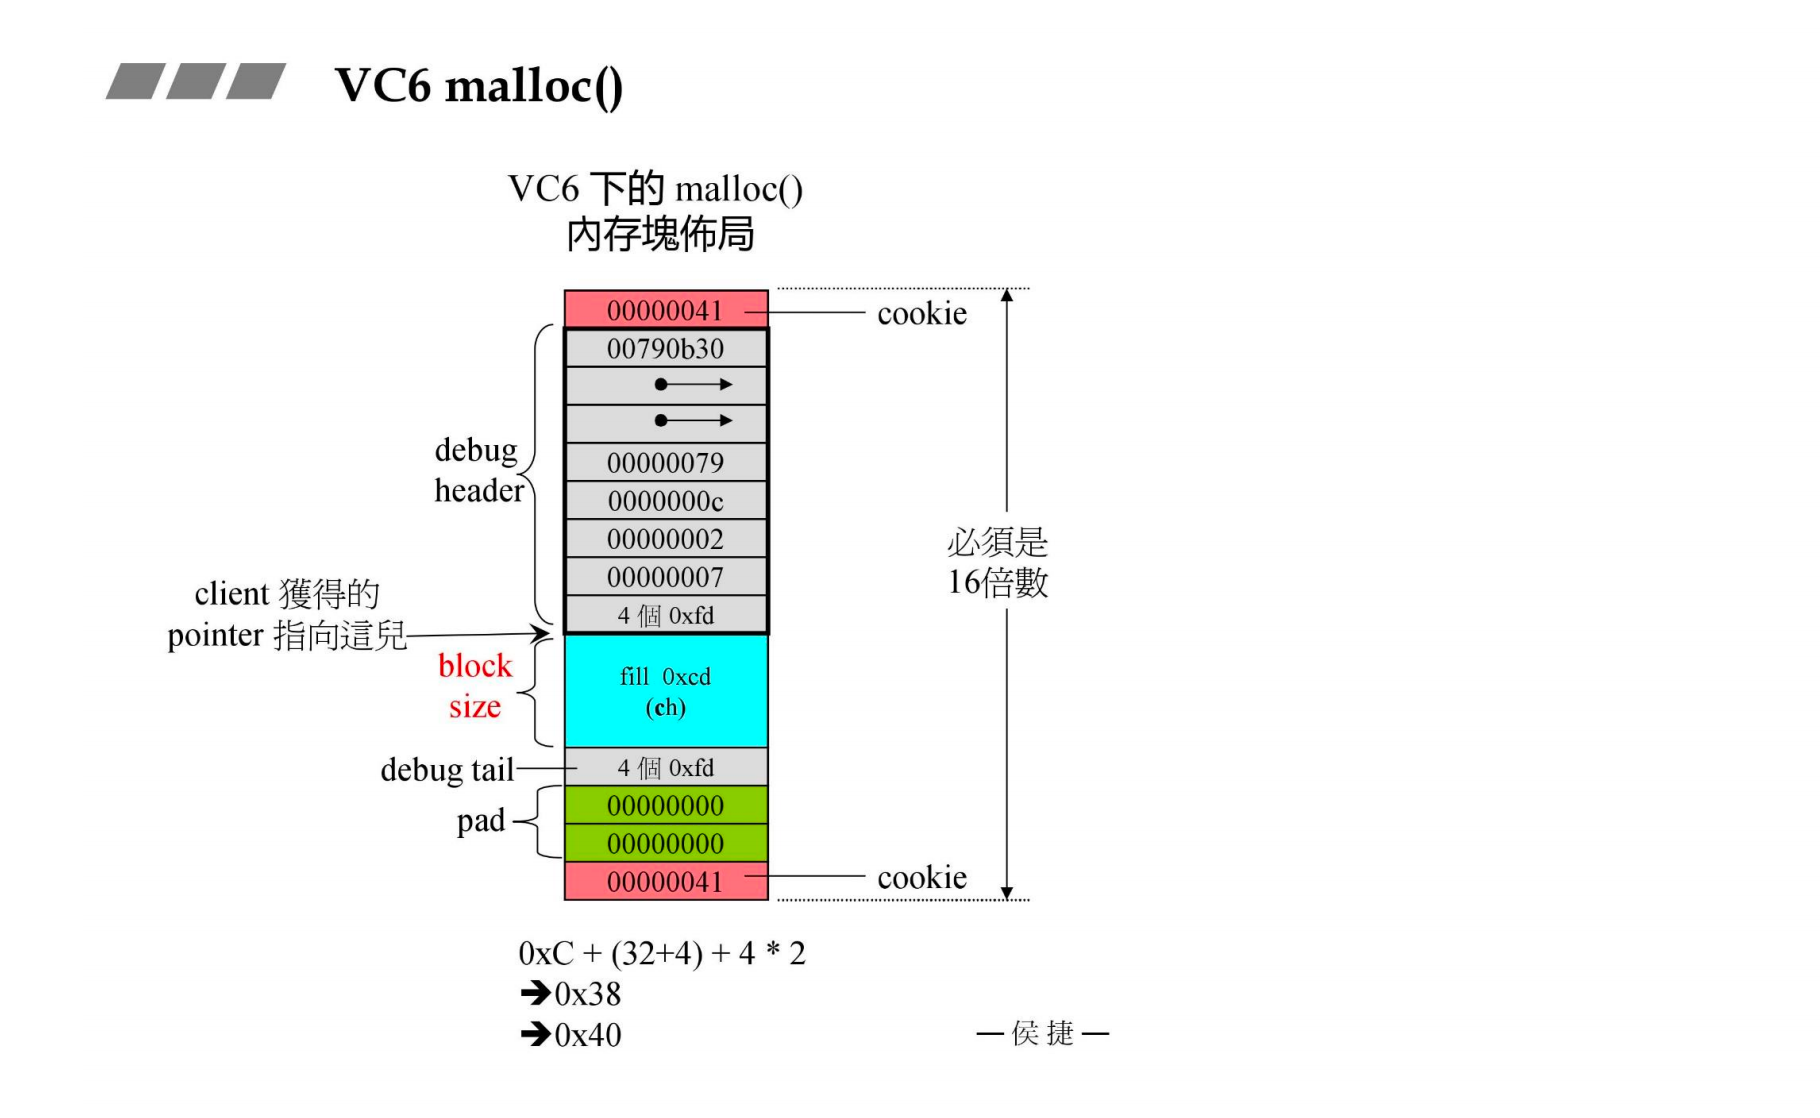 VC6 malloc()
VC6 下的 malloc()
內存塊佈局
00000041
cookie
00790b30
debug
header
00000079
0000000c
00000002
00000007
4 個 0xfd
必須是
16倍數
client 獲得的
pointer 指向這兒
block
size
fill 0xcd
(ch)
debug tail
4 個 0xfd
pad
00000000
00000000
00000041
cookie
0xC + (32+4) + 4 * 2
➔0x38
➔0x40
— 侯 捷 —